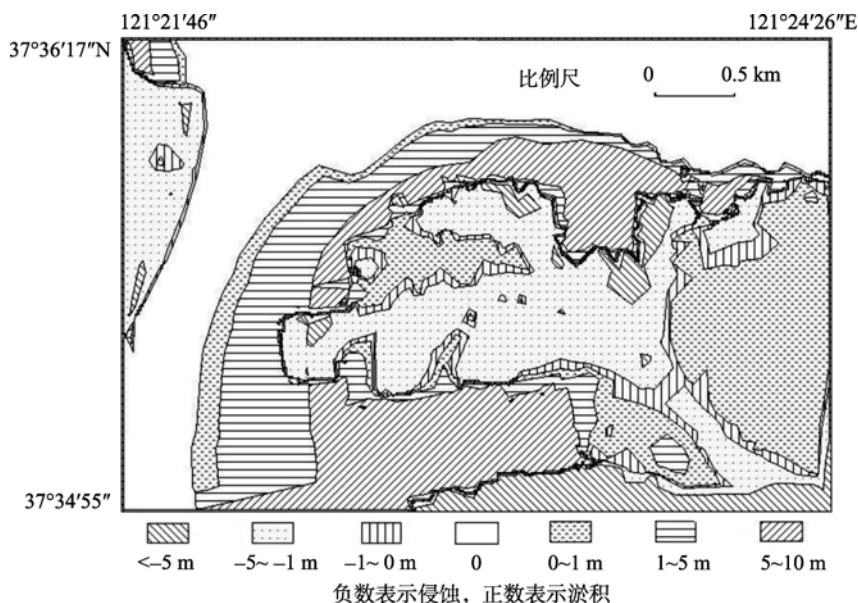 121°21′46″ 121°24′26″E
37°36′17″N
比例尺 0 0.5 km
37°34′55″
<–5 m –5~ –1 m –1~ 0 m 0 0~1 m 1~5 m 5~10 m
负数表示侵蚀，正数表示淤积